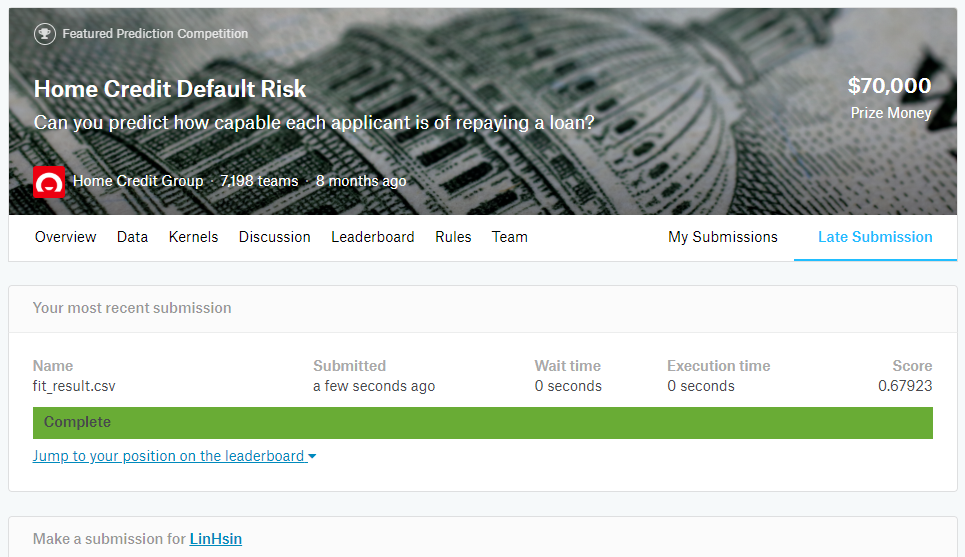 Featured Prediction Competition
Home Credit Default Risk
$70,000
Can you predict how capable each applicant is of repaying a loan?
Prize Money
Home Credit Group · 7,198 teams · 8 months ago
Overview Data Kernels Discussion Leaderboard Rules Team My Submissions Late Submission
Your most recent submission
Name Submitted Wait time Execution time Score
fit_result.csv a few seconds ago 0 seconds 0 seconds 0.67923
Complete
Jump to your position on the leaderboard
Make a submission for LinHsin